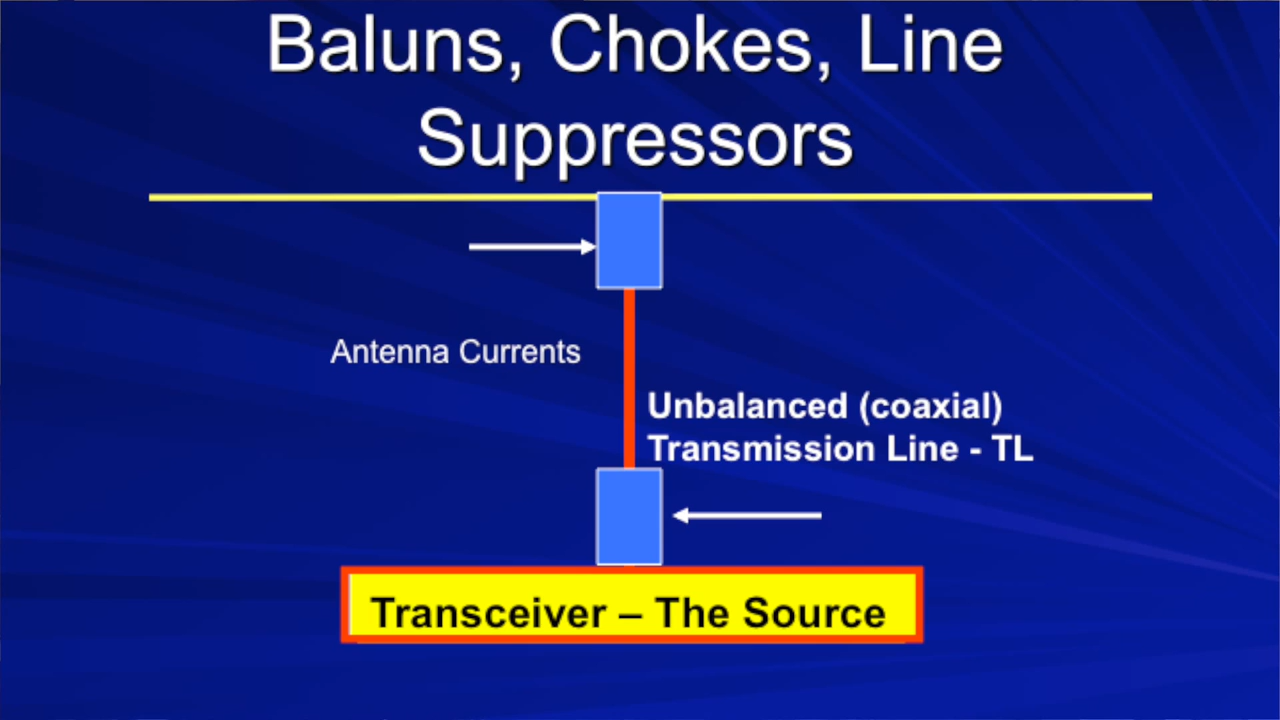 Baluns, Chokes, Line
Suppressors
Antenna Currents
Unbalanced (coaxial)
Transmission Line - TL
Transceiver – The Source